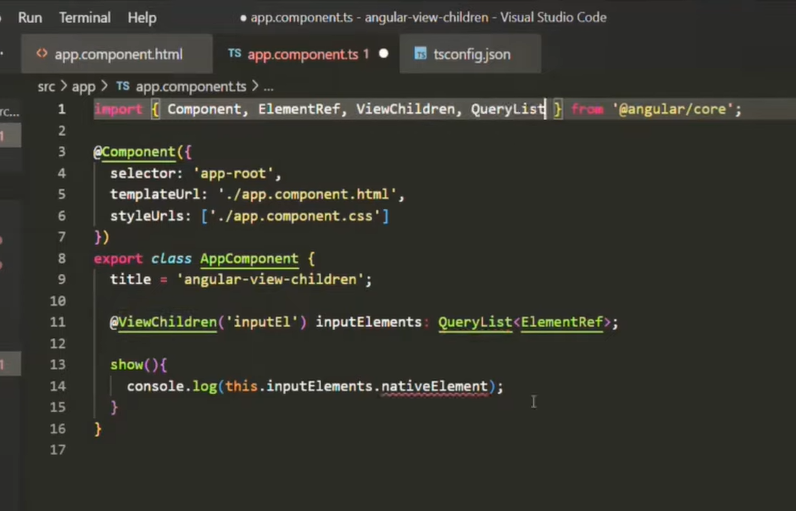 Run Terminal Help ● app.component.ts - angular-view-children - Visual Studio Code
<> app.component.html TS app.component.ts 1 ● TS tsconfig.json
src > app > TS app.component.ts > ...
rc...
1 import { Component, ElementRef, ViewChildren, QueryList } from '@angular/core';
1
2
3 @Component({
4 selector: 'app-root',
5 templateUrl: './app.component.html',
6 styleUrls: ['./app.component.css']
7 })
8 export class AppComponent {
9 title = 'angular-view-children';
10
11 @ViewChildren('inputEl') inputElements: QueryList<ElementRef>;
12
13 show(){
1
14 console.log(this.inputElements.nativeElement);
15 }
16 }
17